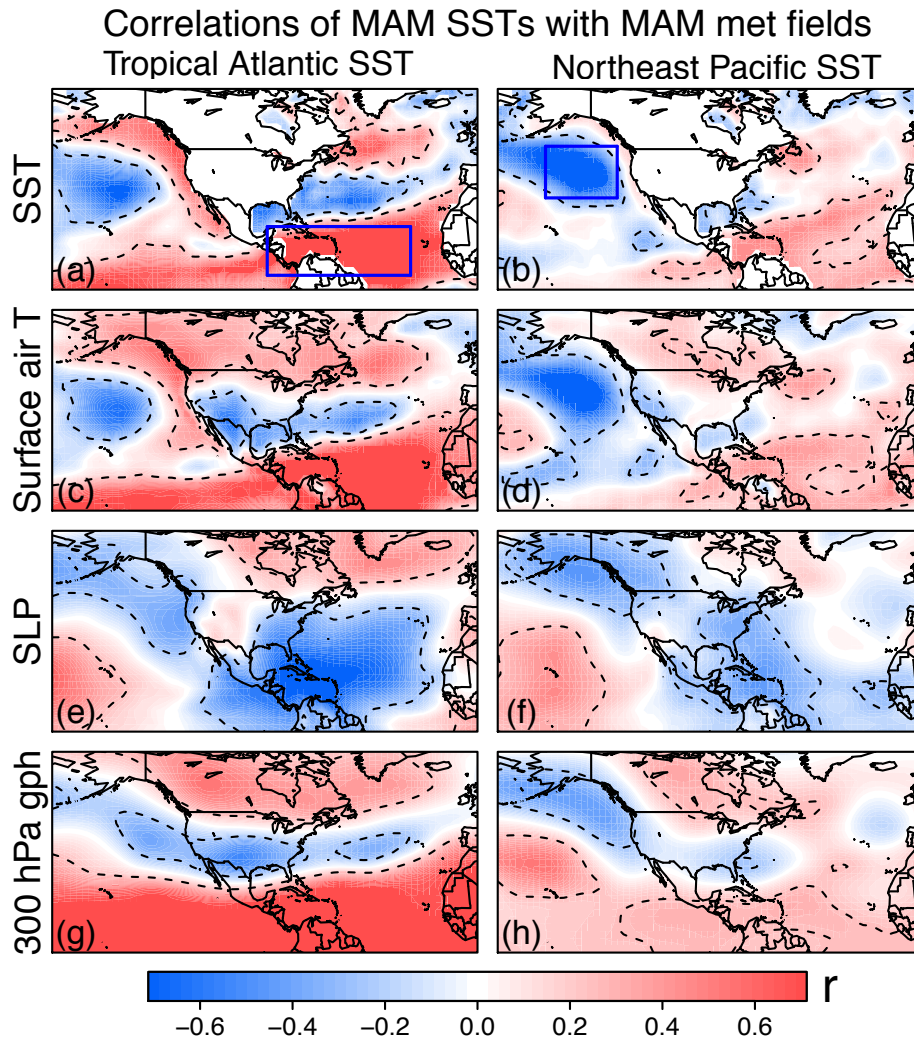 Correlations of MAM SSTs with MAM met fields
Tropical Atlantic SST
Northeast Pacific SST
SST
(a)
(b)
Surface air T
(c)
(d)
SLP
(e)
(f)
300 hPa gph
(g)
(h)
−0.6 −0.4 −0.2 0.0 0.2 0.4 0.6
r